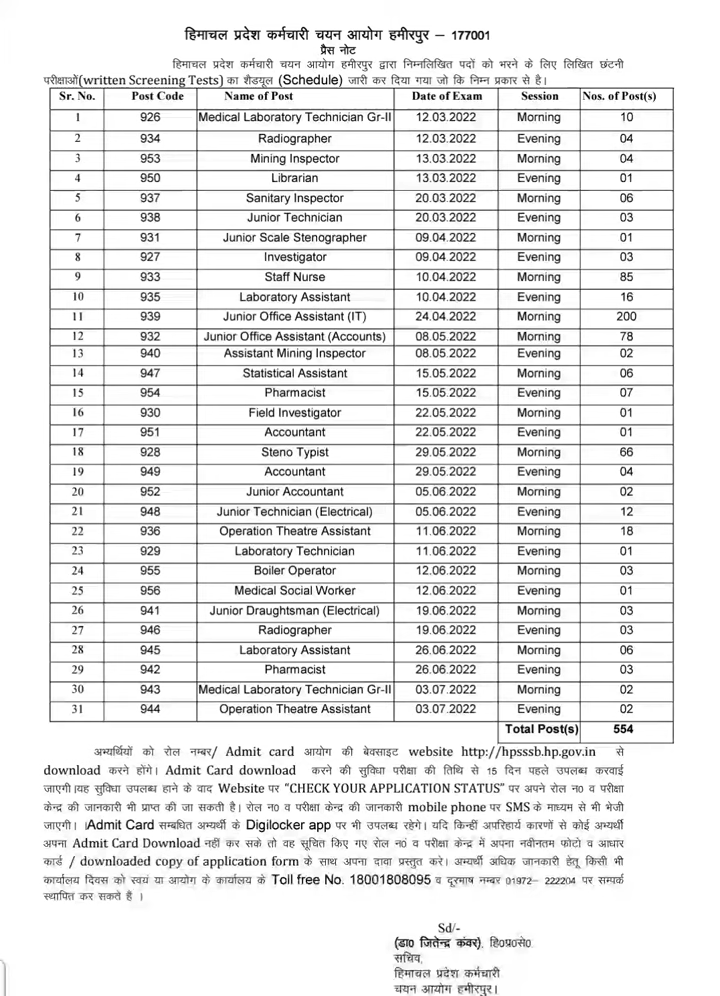 हिमाचल प्रदेश कर्मचारी चयन आयोग हमीरपुर – 177001
प्रैस नोट
हिमाचल प्रदेश कर्मचारी चयन आयोग हमीरपुर द्वारा निम्नलिखित पदों को भरने के लिए लिखित छंटनी
परीक्षाओं(written Screening Tests) का शैडयूल (Schedule) जारी कर दिया गया जो कि निम्न प्रकार से है।
Sr. No. Post Code Name of Post Date of Exam Session Nos. of Post(s)
1 926 Medical Laboratory Technician Gr-II 12.03.2022 Morning 10
2 934 Radiographer 12.03.2022 Evening 04
3 953 Mining Inspector 13.03.2022 Morning 04
4 950 Librarian 13.03.2022 Evening 01
5 937 Sanitary Inspector 20.03.2022 Morning 06
6 938 Junior Technician 20.03.2022 Evening 03
7 931 Junior Scale Stenographer 09.04.2022 Morning 01
8 927 Investigator 09.04.2022 Evening 03
9 933 Staff Nurse 10.04.2022 Morning 85
10 935 Laboratory Assistant 10.04.2022 Evening 16
11 939 Junior Office Assistant (IT) 24.04.2022 Morning 200
12 932 Junior Office Assistant (Accounts) 08.05.2022 Morning 78
13 940 Assistant Mining Inspector 08.05.2022 Evening 02
14 947 Statistical Assistant 15.05.2022 Morning 06
15 954 Pharmacist 15.05.2022 Evening 07
16 930 Field Investigator 22.05.2022 Morning 01
17 951 Accountant 22.05.2022 Evening 01
18 928 Steno Typist 29.05.2022 Morning 66
19 949 Accountant 29.05.2022 Evening 04
20 952 Junior Accountant 05.06.2022 Morning 02
21 948 Junior Technician (Electrical) 05.06.2022 Evening 12
22 936 Operation Theatre Assistant 11.06.2022 Morning 18
23 929 Laboratory Technician 11.06.2022 Evening 01
24 955 Boiler Operator 12.06.2022 Morning 03
25 956 Medical Social Worker 12.06.2022 Evening 01
26 941 Junior Draughtsman (Electrical) 19.06.2022 Morning 03
27 946 Radiographer 19.06.2022 Evening 03
28 945 Laboratory Assistant 26.06.2022 Morning 06
29 942 Pharmacist 26.06.2022 Evening 03
30 943 Medical Laboratory Technician Gr-II 03.07.2022 Morning 02
31 944 Operation Theatre Assistant 03.07.2022 Evening 02
Total Post(s) 554
अभ्यर्थियों को रोल नम्बर/ Admit card आयोग की बेवसाइट website http://hpsssb.hp.gov.in से
download करने होंगे। Admit Card download करने की सुविधा परीक्षा की तिथि से 15 दिन पहले उपलब्ध करवाई
जाएगी।यह सुविधा उपलब्ध हाने के वाद Website पर “CHECK YOUR APPLICATION STATUS” पर अपने रोल न0 व परीक्षा
केन्द्र की जानकारी भी प्राप्त की जा सकती है। रोल न0 व परीक्षा केन्द्र की जानकारी mobile phone पर SMS के माध्यम से भी भेजी
जाएगी। ।Admit Card सम्बधित अभ्यर्थी के Digilocker app पर भी उपलब्ध रहेगे। यदि किन्हीं अपरिहार्य कारणों से कोई अभ्यर्थी
अपना Admit Card Download नहीं कर सके तो वह सूचित किए गए रोल न0 व परीक्षा केन्द्र में अपना नवीनतम फोटो व आधार
कार्ड / downloaded copy of application form के साथ अपना दावा प्रस्तुत करे। अभ्यर्थी अधिक जानकारी हेतू किसी भी
कार्यालय दिवस को स्वयं या आयोग के कार्यालय के Toll free No. 18001808095 व दूरभाष नम्बर 01972– 222204 पर सम्पर्क
स्थापित कर सकते हैं ।
Sd/-
(डा0 जितेन्द्र कंवर), हि0प्र0से0,
सचिव,
हिमाचल प्रदेश कर्मचारी
चयन आयोग हमीरपुर।